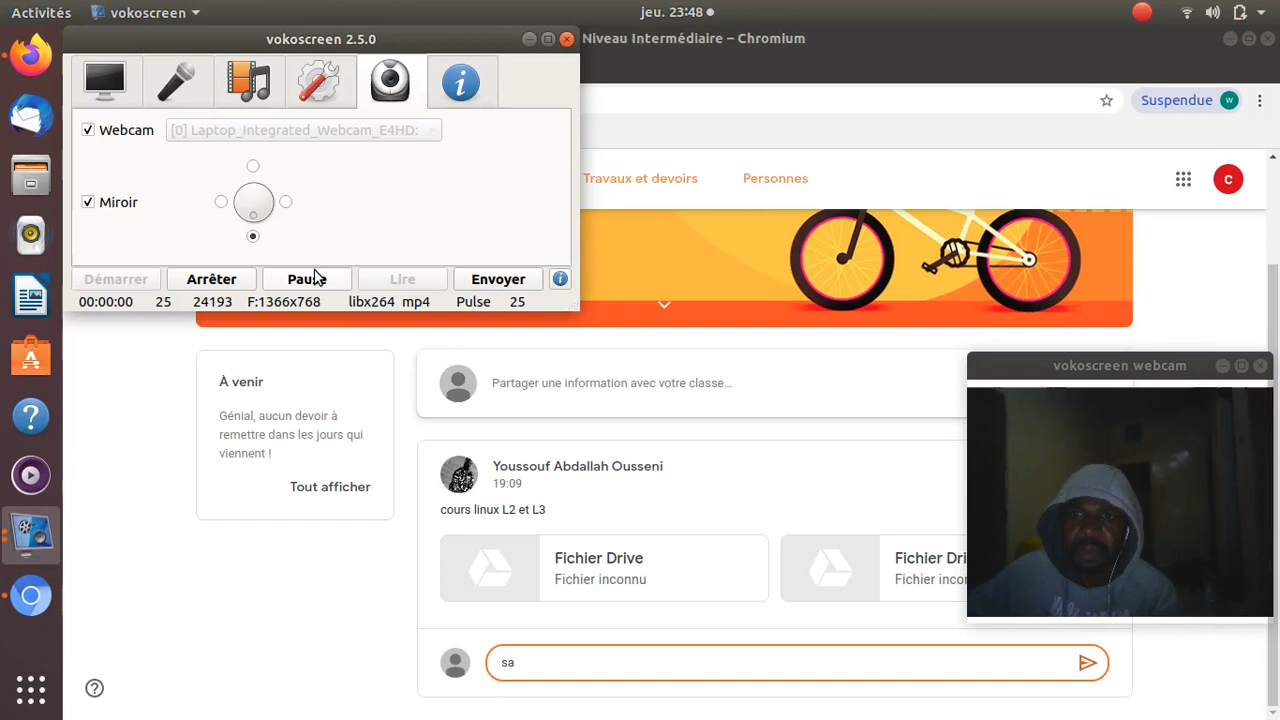 Activités
vokoscreen
jeu. 23:48
vokoscreen 2.5.0
Niveau Intermédiaire – Chromium
Webcam
[0] Laptop_Integrated_Webcam_E4HD:
Miroir
Démarrer
Arrêter
Pause
Lire
Envoyer
00:00:00 25 24193 F:1366x768 libx264 mp4 Pulse 25
Suspendue
W
Travaux et devoirs
Personnes
C
À venir
Génial, aucun devoir à
remettre dans les jours qui
viennent !
Tout afficher
Partager une information avec votre classe…
Youssouf Abdallah Ousseni
19:09
cours linux L2 et L3
Fichier Drive
Fichier inconnu
Fichier Dri
Fichier incor
vokoscreen webcam
sa